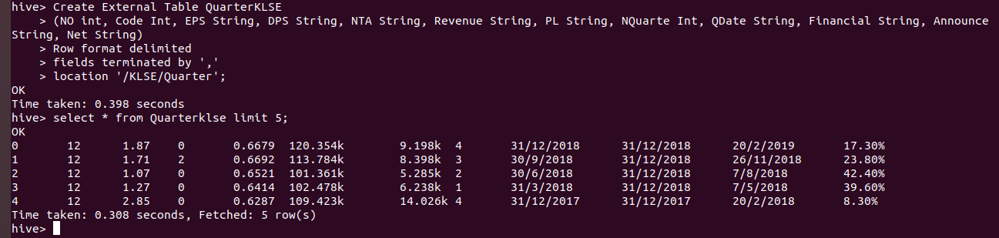 hive> Create External Table QuarterKLSE
    > (NO int, Code Int, EPS String, DPS String, NTA String, Revenue String, PL String, NQuarte Int, QDate String, Financial String, Announce
String, Net String)
    > Row format delimited
    > fields terminated by ','
    > location '/KLSE/Quarter';
OK
Time taken: 0.398 seconds
hive> select * from Quarterklse limit 5;
OK
0 12 1.87 0 0.6679 120.354k 9.198k 4 31/12/2018 31/12/2018 20/2/2019 17.30%
1 12 1.71 2 0.6692 113.784k 8.398k 3 30/9/2018 31/12/2018 26/11/2018 23.80%
2 12 1.07 0 0.6521 101.361k 5.285k 2 30/6/2018 31/12/2018 7/8/2018 42.40%
3 12 1.27 0 0.6414 102.478k 6.238k 1 31/3/2018 31/12/2018 7/5/2018 39.60%
4 12 2.85 0 0.6287 109.423k 14.026k 4 31/12/2017 31/12/2017 20/2/2018 8.30%
Time taken: 0.308 seconds, Fetched: 5 row(s)
hive>